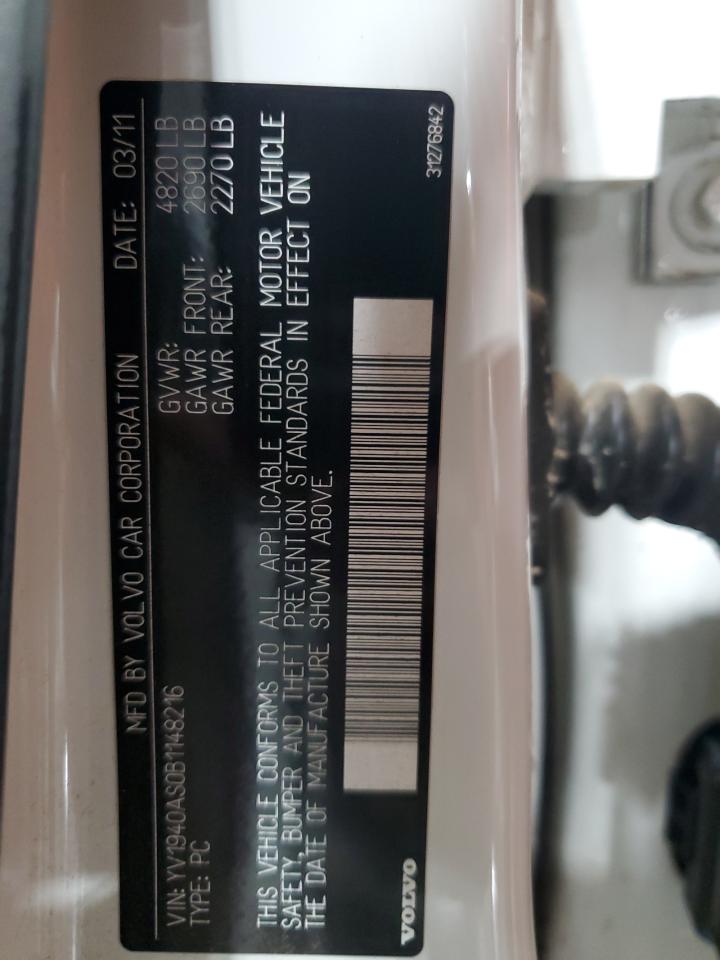 MFD BY VOLVO CAR CORPORATION DATE: 03/11
VIN: YV1940AS0B1148216 GVWR: 4820 LB
TYPE: PC GAWR FRONT: 2690 LB
GAWR REAR: 2270 LB
THIS VEHICLE CONFORMS TO ALL APPLICABLE FEDERAL MOTOR VEHICLE
SAFETY, BUMPER AND THEFT PREVENTION STANDARDS IN EFFECT ON
THE DATE OF MANUFACTURE SHOWN ABOVE.
VOLVO 31276842